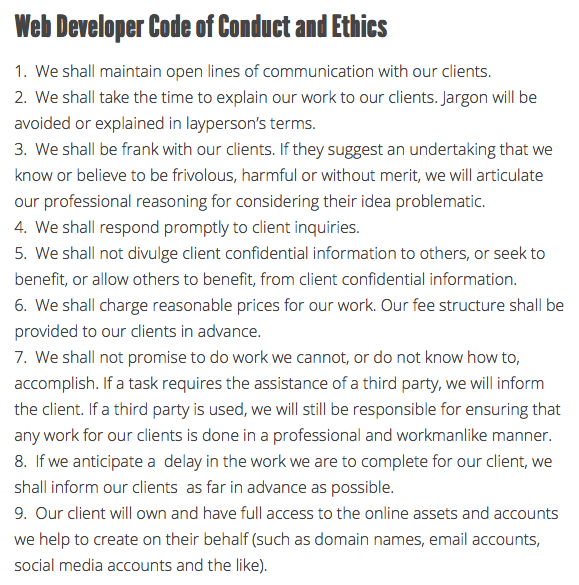 Web Developer Code of Conduct and Ethics
1. We shall maintain open lines of communication with our clients.
2. We shall take the time to explain our work to our clients. Jargon will be
avoided or explained in layperson's terms.
3. We shall be frank with our clients. If they suggest an undertaking that we
know or believe to be frivolous, harmful or without merit, we will articulate
our professional reasoning for considering their idea problematic.
4. We shall respond promptly to client inquiries.
5. We shall not divulge client confidential information to others, or seek to
benefit, or allow others to benefit, from client confidential information.
6. We shall charge reasonable prices for our work. Our fee structure shall be
provided to our clients in advance.
7. We shall not promise to do work we cannot, or do not know how to,
accomplish. If a task requires the assistance of a third party, we will inform
the client. If a third party is used, we will still be responsible for ensuring that
any work for our clients is done in a professional and workmanlike manner.
8. If we anticipate a delay in the work we are to complete for our client, we
shall inform our clients as far in advance as possible.
9. Our client will own and have full access to the online assets and accounts
we help to create on their behalf (such as domain names, email accounts,
social media accounts and the like).